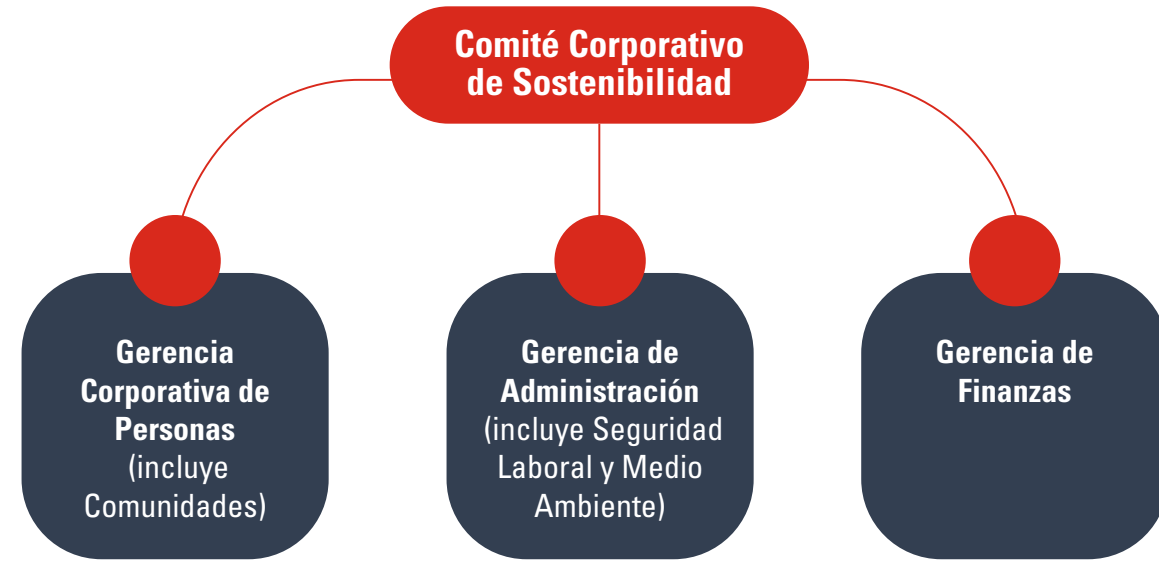 Comité Corporativo
de Sostenibilidad
Gerencia
Corporativa de
Personas
(incluye
Comunidades)
Gerencia de
Administración
(incluye Seguridad
Laboral y Medio
Ambiente)
Gerencia de
Finanzas